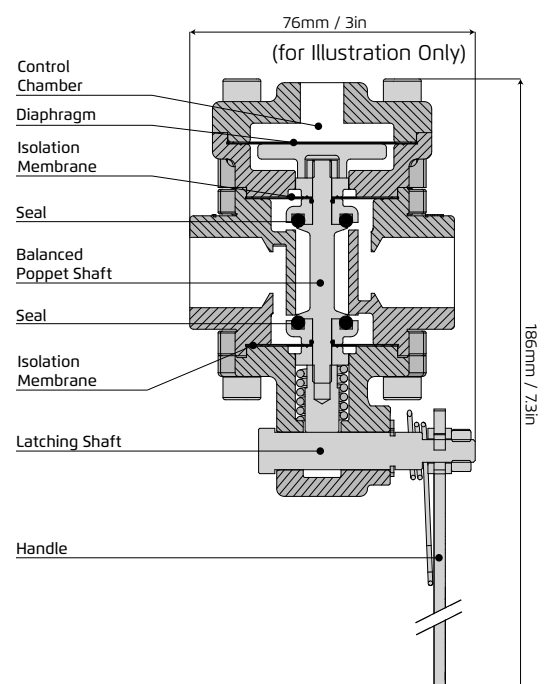 76mm / 3in
(for Illustration Only)
Control
Chamber
Diaphragm
Isolation
Membrane
Seal
Balanced
Poppet Shaft
Seal
Isolation
Membrane
Latching Shaft
Handle
186mm / 7.3in